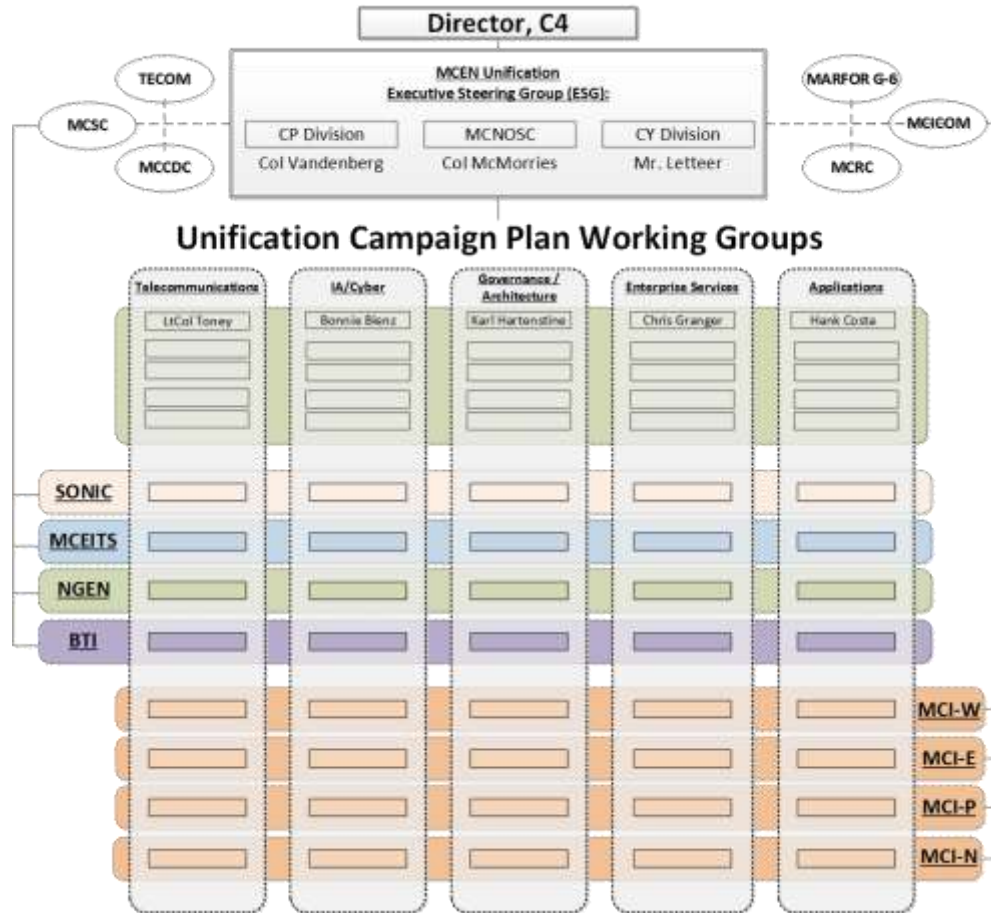 Director, C4
MCEN Unification
Executive Steering Group (ESG):
CP Division
MCNOSC
CY Division
Col Vandenberg
Col McMorries
Mr. Letteer
TECOM
MCSC
MCCDC
MARFOR G-6
MCICOM
MCRC
Unification Campaign Plan Working Groups
Telecommunications
IA/Cyber
Governance /
Architecture
Enterprise Services
Applications
LtCol Toney
Bonnie Bienz
Karl Hartenstine
Chris Granger
Hank Costa
SONIC
MCEITS
NGEN
BTI
MCI-W
MCI-E
MCI-P
MCI-N